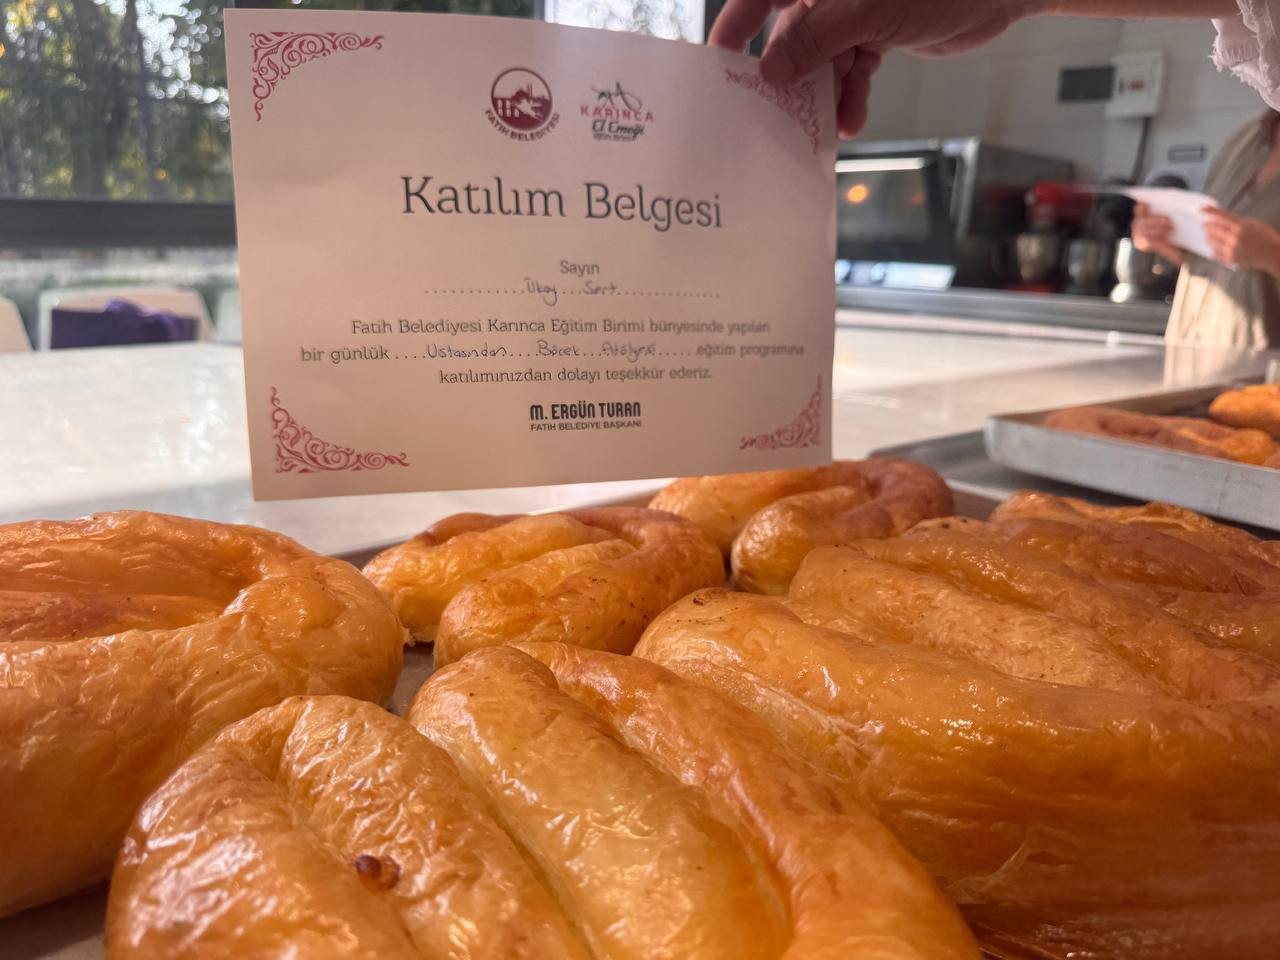 FATİH BELEDİYESİ
KARINCA
El Emeği
Katılım Belgesi
Sayın
............Ülkay....Sert................
Fatih Belediyesi Karınca Eğitim Birimi bünyesinde yapılan
bir günlük ....Ustasından....Börek...Atölyesi......eğitim programına
katılımınızdan dolayı teşekkür ederiz.
M. ERGÜN TURAN
FATİH BELEDİYE BAŞKANI